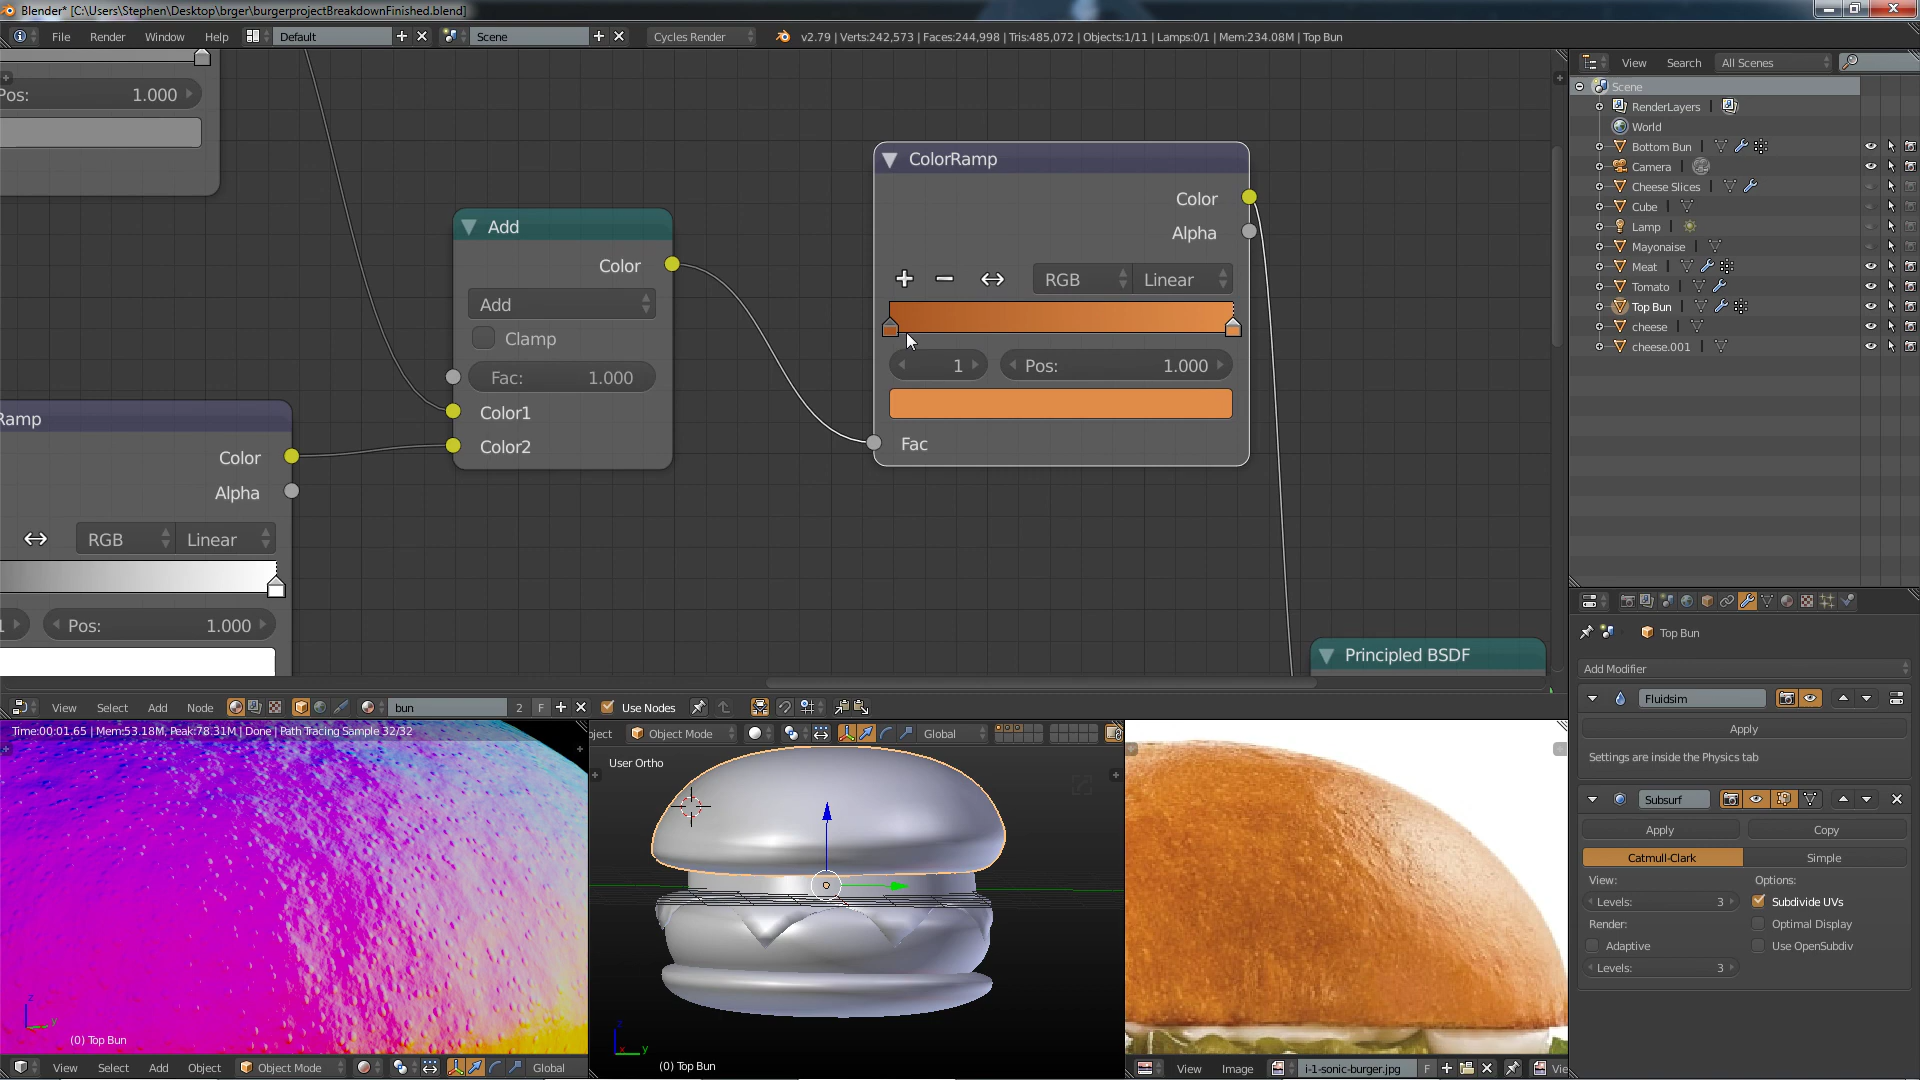 Blender* [C:\Users\Stephen\Desktop\brger\burgerprojectBreakdownFinished.blend]
File Render Window Help Default Scene Cycles Render v2.79 | Verts:242,573 | Faces:244,998 | Tris:485,072 | Objects:1/11 | Lamps:0/1 | Mem:234.08M | Top Bun
View Search All Scenes
Scene
RenderLayers |
World
Bottom Bun |
Camera |
Cheese Slices |
Cube |
Lamp |
Mayonaise |
Meat |
Tomato |
Top Bun |
cheese |
cheese.001 |
Pos: 1.000
ColorRamp
Color
Alpha
RGB Linear
1 Pos: 1.000
Fac
Add
Color
Add
Clamp
Fac: 1.000
Color1
Color2
Ramp
Color
Alpha
RGB Linear
Pos: 1.000
Principled BSDF
View Select Add Node bun 2 F Use Nodes
Time:00:01.65 | Mem:53.18M, Peak:78.31M | Done | Path Tracing Sample 32/32
(0) Top Bun
View Select Add Object Object Mode Global
ject Object Mode Global
User Ortho
(0) Top Bun
View Image i-1-sonic-burger.jpg F Vie
Top Bun
Add Modifier
Fluidsim
Apply
Settings are inside the Physics tab
Subsurf
Apply Copy
Catmull-Clark Simple
View: Options:
Levels: 3 Subdivide UVs
Render: Optimal Display
Adaptive Use OpenSubdiv
Levels: 3